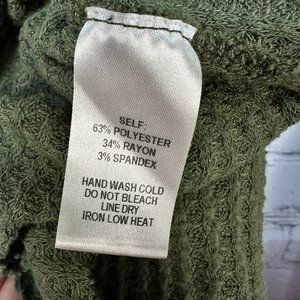 SELF:
63% POLYESTER
34% RAYON
3% SPANDEX
HAND WASH COLD
DO NOT BLEACH
LINE DRY
IRON LOW HEAT